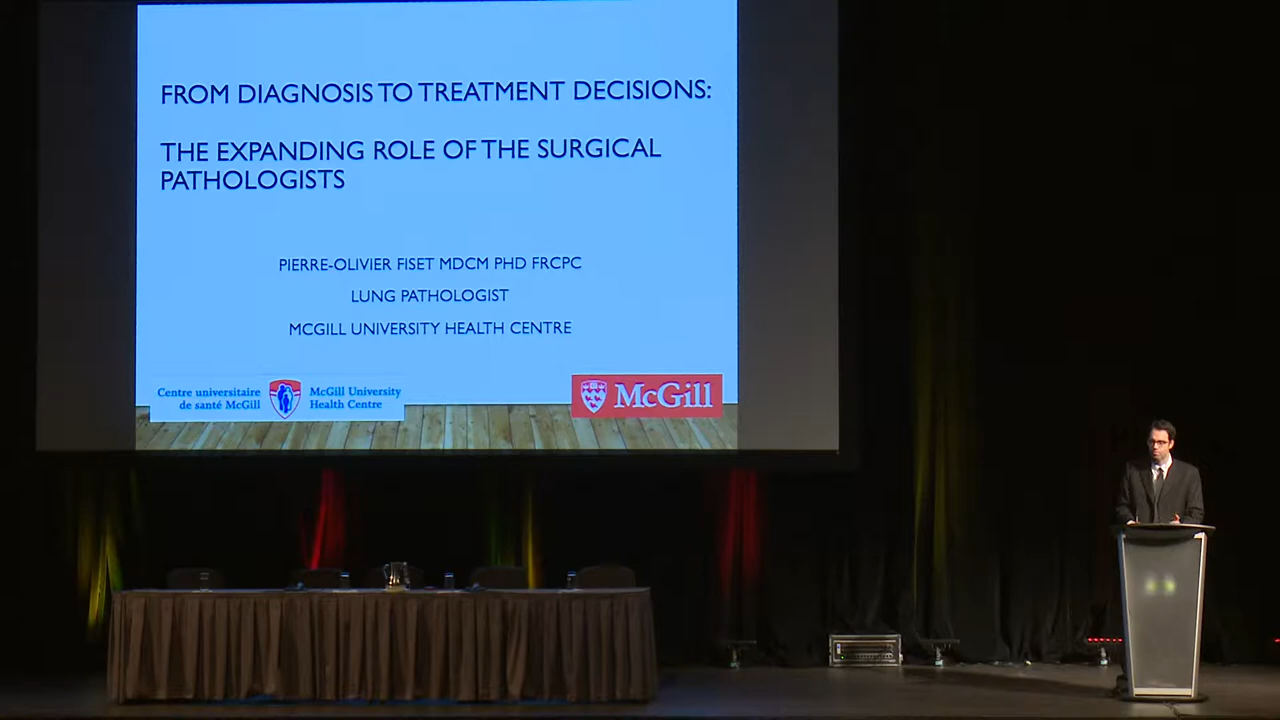 FROM DIAGNOSIS TO TREATMENT DECISIONS:
THE EXPANDING ROLE OF THE SURGICAL
PATHOLOGISTS
PIERRE-OLIVIER FISET MDCM PHD FRCPC
LUNG PATHOLOGIST
MCGILL UNIVERSITY HEALTH CENTRE
Centre universitaire
de santé McGill
McGill University
Health Centre
McGill